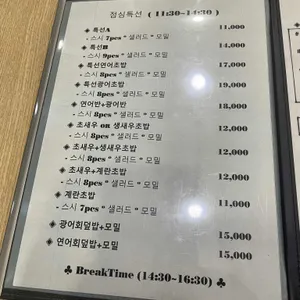 점심특선 ( 11:30~14:30 )
◈ 특선A 11,000
- 스시 7pcs * 샐러드 * 모밀
◈ 특선B 14,000
- 스시 9pcs * 샐러드 * 모밀
◈ 특선연어초밥 17,000
- 스시 8pcs * 샐러드 * 모밀
◈ 특선광어초밥 19,000
- 스시 8pcs * 샐러드 * 모밀
◈ 연어반+광어반 18,000
- 스시 8pcs * 샐러드 * 모밀
◈ 초새우 or 생새우초밥 12,000
- 스시 8pcs * 샐러드 * 모밀
◈ 초새우+생새우초밥 12,000
- 스시 8pcs * 샐러드 * 모밀
◈ 초새우+계란초밥 12,000
- 스시 8pcs * 샐러드 * 모밀
◈ 계란초밥 11,000
- 스시 7pcs * 샐러드 * 모밀
◈ 광어회덮밥+모밀 15,000
◈ 연어회덮밥+모밀 15,000
♣ BreakTime (14:30~16:30) ♣